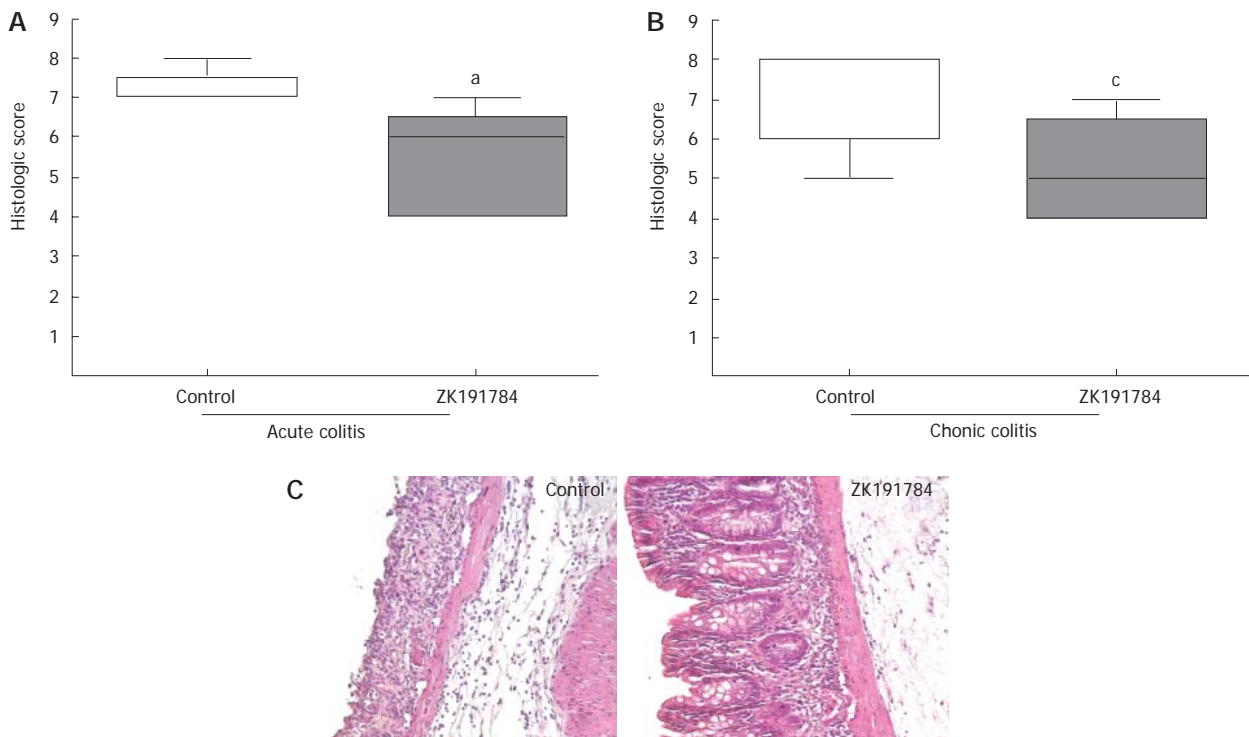 A
Histologic score
9
8
7
6
5
4
3
2
1
a
Control
ZK191784
Acute colitis
B
Histologic score
9
8
7
6
5
4
3
2
1
c
Control
ZK191784
Chonic colitis
C
Control
ZK191784